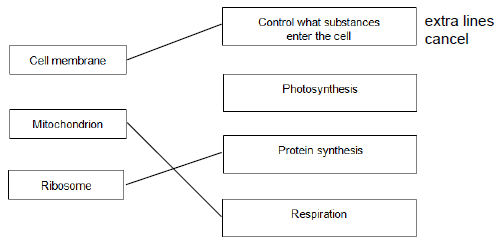 Control what substances
enter the cell
extra lines
cancel
Cell membrane
Photosynthesis
Mitochondrion
Protein synthesis
Ribosome
Respiration